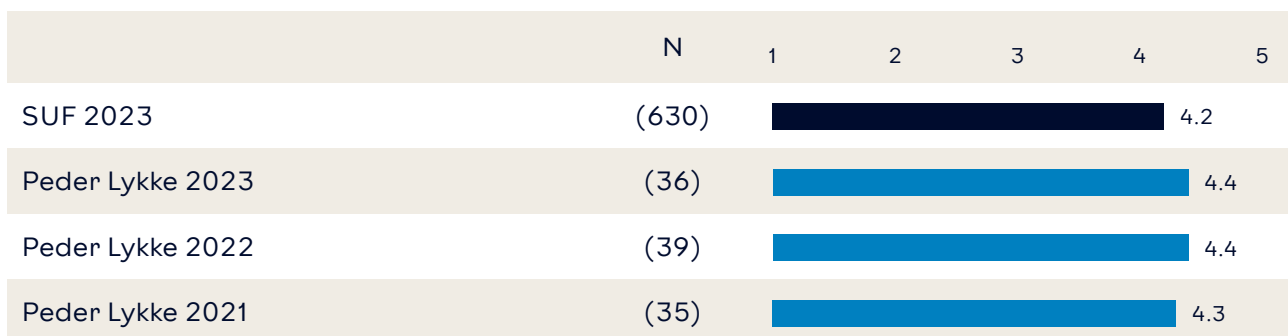 N 1 2 3 4 5
SUF 2023 (630) 4.2
Peder Lykke 2023 (36) 4.4
Peder Lykke 2022 (39) 4.4
Peder Lykke 2021 (35) 4.3